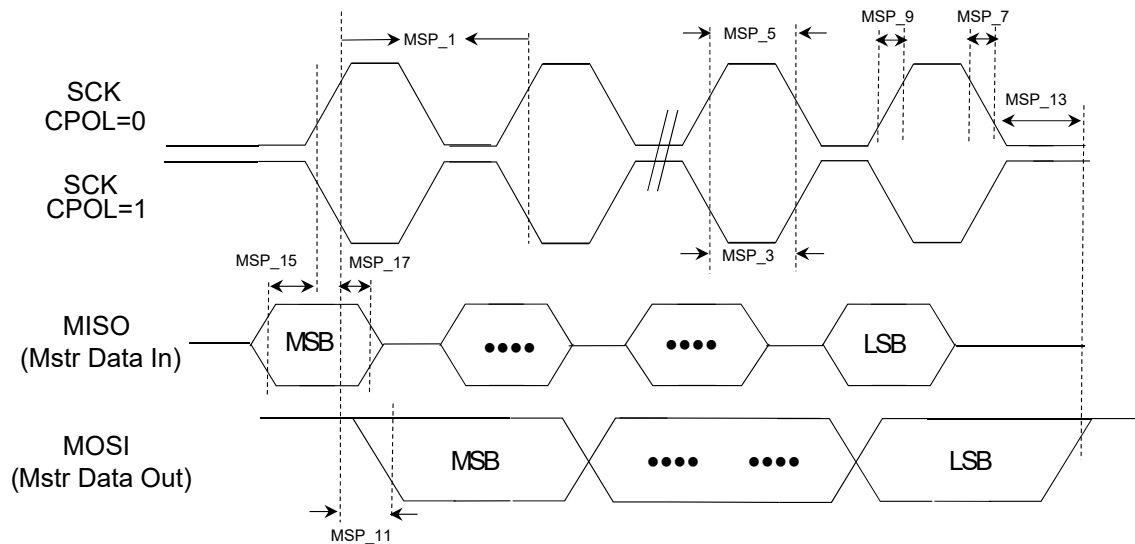 MSP_1
MSP_5
MSP_9
MSP_7
SCK
CPOL=0
MSP_13
SCK
CPOL=1
MSP_3
MSP_15
MSP_17
MISO
(Mstr Data In)
MSB
LSB
MOSI
(Mstr Data Out)
MSB
LSB
MSP_11